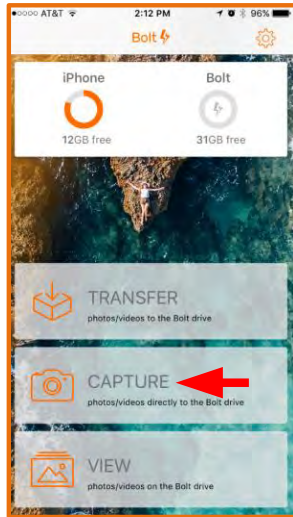 AT&T 2:12 PM 96%
Bolt
iPhone Bolt
12GB free 31GB free
TRANSFER
photos/videos to the Bolt drive
CAPTURE
photos/videos directly to the Bolt drive
VIEW
photos/videos on the Bolt drive